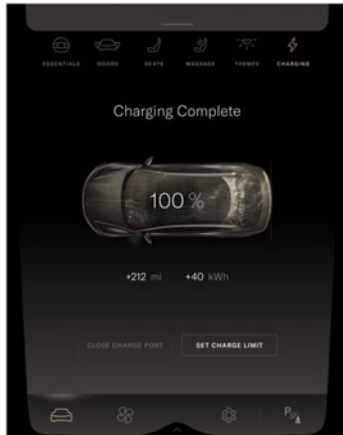 ESSENTIALS DOORS SEATS MASSAGE THEMES CHARGING
Charging Complete
100 %
+212 mi +40 kWh
CLOSE CHARGE PORT SET CHARGE LIMIT
P